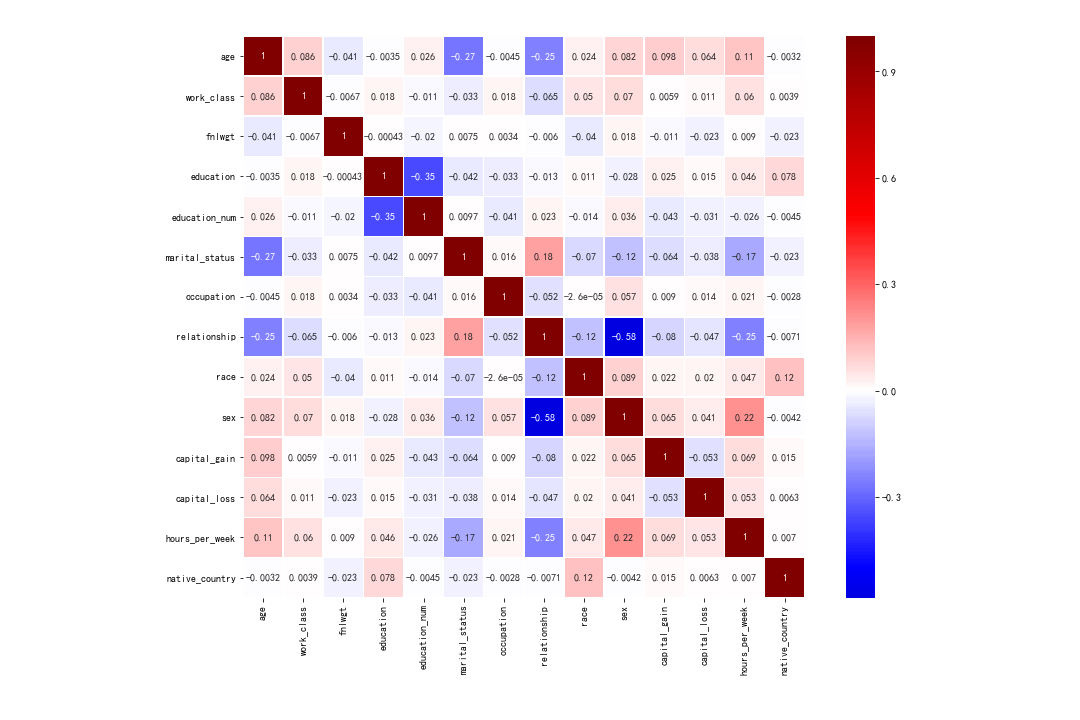 age 1 0.086 -0.041 -0.0035 0.026 -0.27 -0.0045 -0.25 0.024 0.082 0.098 0.064 0.11 -0.0032
work_class 0.086 1 -0.0067 0.018 -0.011 -0.033 0.018 -0.065 0.05 0.07 0.0059 0.011 0.06 0.0039
fnlwgt -0.041 -0.0067 1 -0.00043 -0.02 0.0075 0.0034 -0.006 -0.04 0.018 -0.011 -0.023 0.009 -0.023
education -0.0035 0.018 -0.00043 1 -0.35 -0.042 -0.033 -0.013 0.011 -0.028 0.025 0.015 0.046 0.078
education_num 0.026 -0.011 -0.02 -0.35 1 0.0097 -0.041 0.023 -0.014 0.036 -0.043 -0.031 -0.026 -0.0045
marital_status -0.27 -0.033 0.0075 -0.042 0.0097 1 0.016 0.18 -0.07 -0.12 -0.064 -0.038 -0.17 -0.023
occupation -0.0045 0.018 0.0034 -0.033 -0.041 0.016 1 -0.052 -2.6e-05 0.057 0.009 0.014 0.021 -0.0028
relationship -0.25 -0.065 -0.006 -0.013 0.023 0.18 -0.052 1 -0.12 -0.58 -0.08 -0.047 -0.25 -0.0071
race 0.024 0.05 -0.04 0.011 -0.014 -0.07 -2.6e-05 -0.12 1 0.089 0.022 0.02 0.047 0.12
sex 0.082 0.07 0.018 -0.028 0.036 -0.12 0.057 -0.58 0.089 1 0.065 0.041 0.22 -0.0042
capital_gain 0.098 0.0059 -0.011 0.025 -0.043 -0.064 0.009 -0.08 0.022 0.065 1 -0.053 0.069 0.015
capital_loss 0.064 0.011 -0.023 0.015 -0.031 -0.038 0.014 -0.047 0.02 0.041 -0.053 1 0.053 0.0063
hours_per_week 0.11 0.06 0.009 0.046 -0.026 -0.17 0.021 -0.25 0.047 0.22 0.069 0.053 1 0.007
native_country -0.0032 0.0039 -0.023 0.078 -0.0045 -0.023 -0.0028 -0.0071 0.12 -0.0042 0.015 0.0063 0.007 1
age
work_class
fnlwgt
education
education_num
marital_status
occupation
relationship
race
sex
capital_gain
capital_loss
hours_per_week
native_country
0.9
0.6
0.3
0.0
-0.3